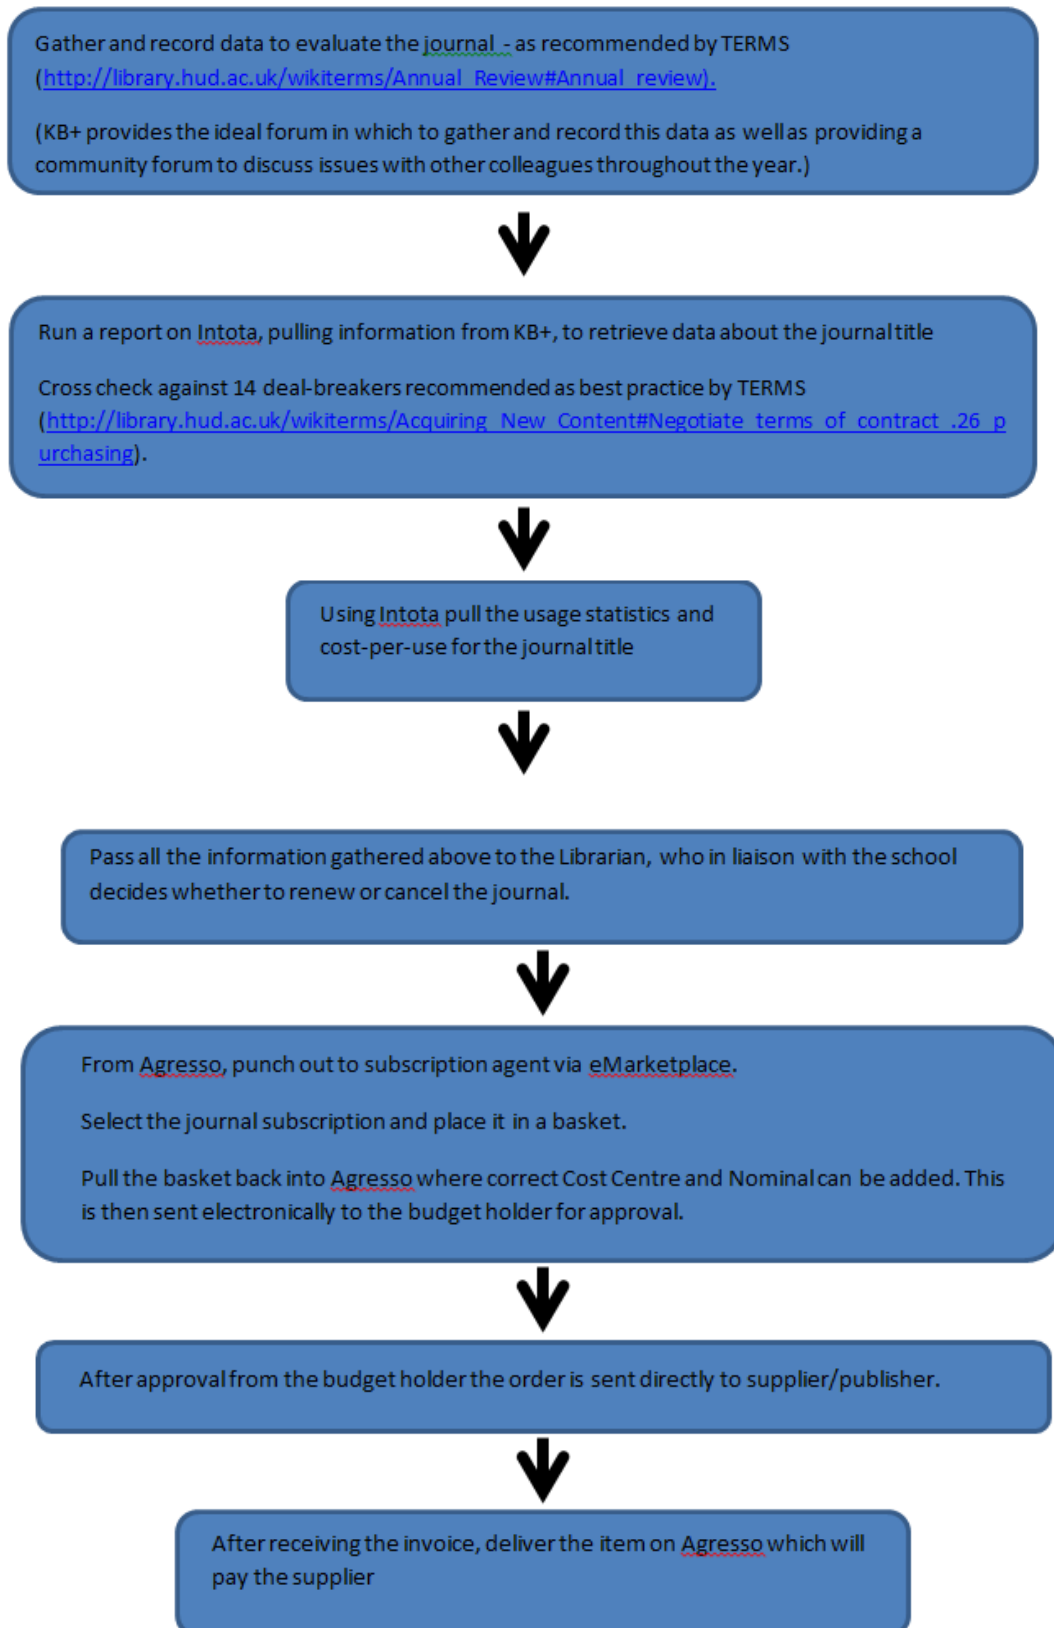 Gather and record data to evaluate the journal - as recommended by TERMS
(http://library.hud.ac.uk/wikiterms/Annual_Review#Annual_review).
(KB+ provides the ideal forum in which to gather and record this data as well as providing a
community forum to discuss issues with other colleagues throughout the year.)
Run a report on Intota, pulling information from KB+, to retrieve data about the journal title
Cross check against 14 deal-breakers recommended as best practice by TERMS
(http://library.hud.ac.uk/wikiterms/Acquiring_New_Content#Negotiate_terms_of_contract_.26_p
urchasing).
Using Intota pull the usage statistics and
cost-per-use for the journal title
Pass all the information gathered above to the Librarian, who in liaison with the school
decides whether to renew or cancel the journal.
From Agresso, punch out to subscription agent via eMarketplace.
Select the journal subscription and place it in a basket.
Pull the basket back into Agresso where correct Cost Centre and Nominal can be added. This
is then sent electronically to the budget holder for approval.
After approval from the budget holder the order is sent directly to supplier/publisher.
After receiving the invoice, deliver the item on Agresso which will
pay the supplier